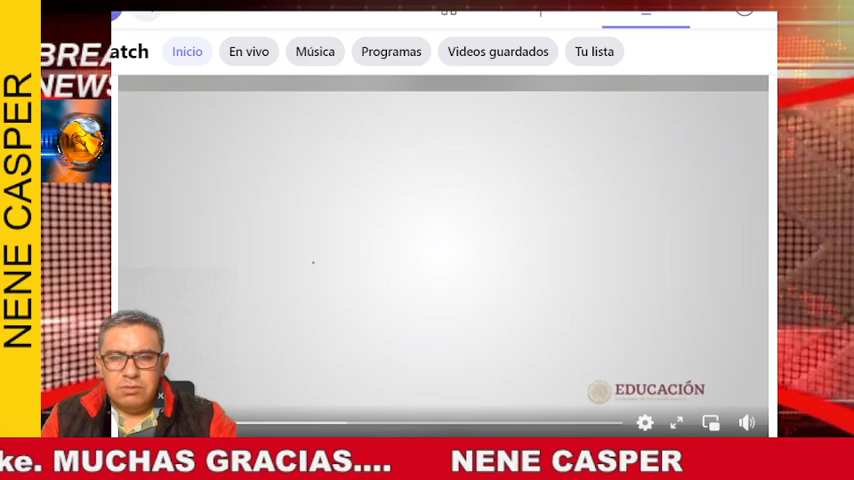 BREA
NEWS
NENE CASPER
atch
Inicio
En vivo
Música
Programas
Videos guardados
Tu lista
EDUCACIÓN
ke. MUCHAS GRACIAS.... NENE CASPER